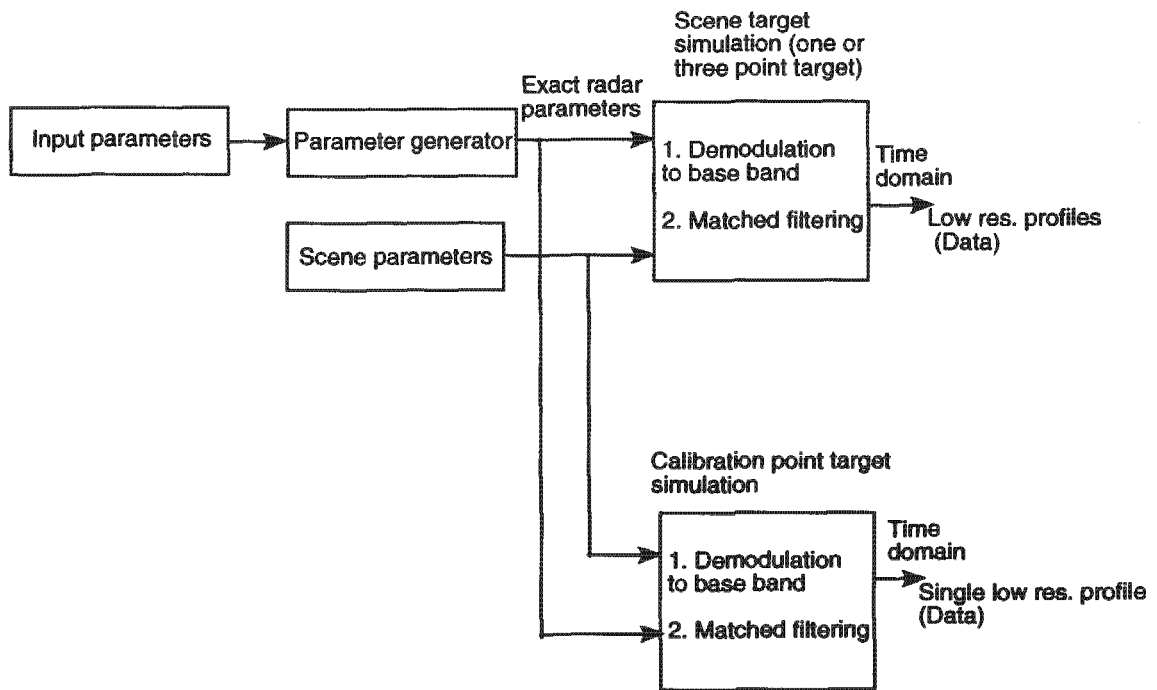 Scene target
simulation (one or
three point target)
Exact radar
parameters
Input parameters
Parameter generator
1. Demodulation
to base band
2. Matched filtering
Time
domain
Low res. profiles
(Data)
Scene parameters
Calibration point target
simulation
1. Demodulation
to base band
2. Matched filtering
Time
domain
Single low res. profile
(Data)